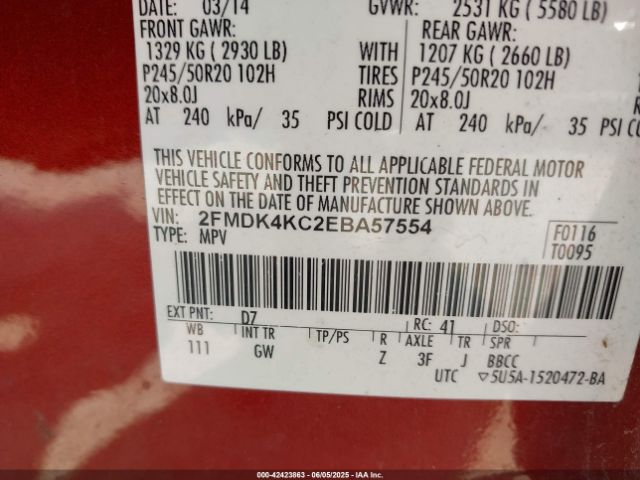 DATE: 03/14 GVWR: 2531 KG ( 5580 LB)
FRONT GAWR: REAR GAWR:
1329 KG ( 2930 LB) WITH 1207 KG ( 2660 LB)
P245/50R20 102H TIRES P245/50R20 102H
20x8.0J RIMS 20x8.0J
AT 240 kPa/ 35 PSI COLD AT 240 kPa/ 35 PSI CO
THIS VEHICLE CONFORMS TO ALL APPLICABLE FEDERAL MOTOR
VEHICLE SAFETY AND THEFT PREVENTION STANDARDS IN
EFFECT ON THE DATE OF MANUFACTURE SHOWN ABOVE.
VIN: 2FMDK4KC2EBA57554 F0116
TYPE: MPV T0095
EXT PNT: D7 RC: 41 DSO:
WB INT TR TP/PS R AXLE TR SPR
111 GW Z 3F J BBCC
UTC ▽5U5A-1520472-BA
00-42423863 - 06/05/2025 - IAAI.com